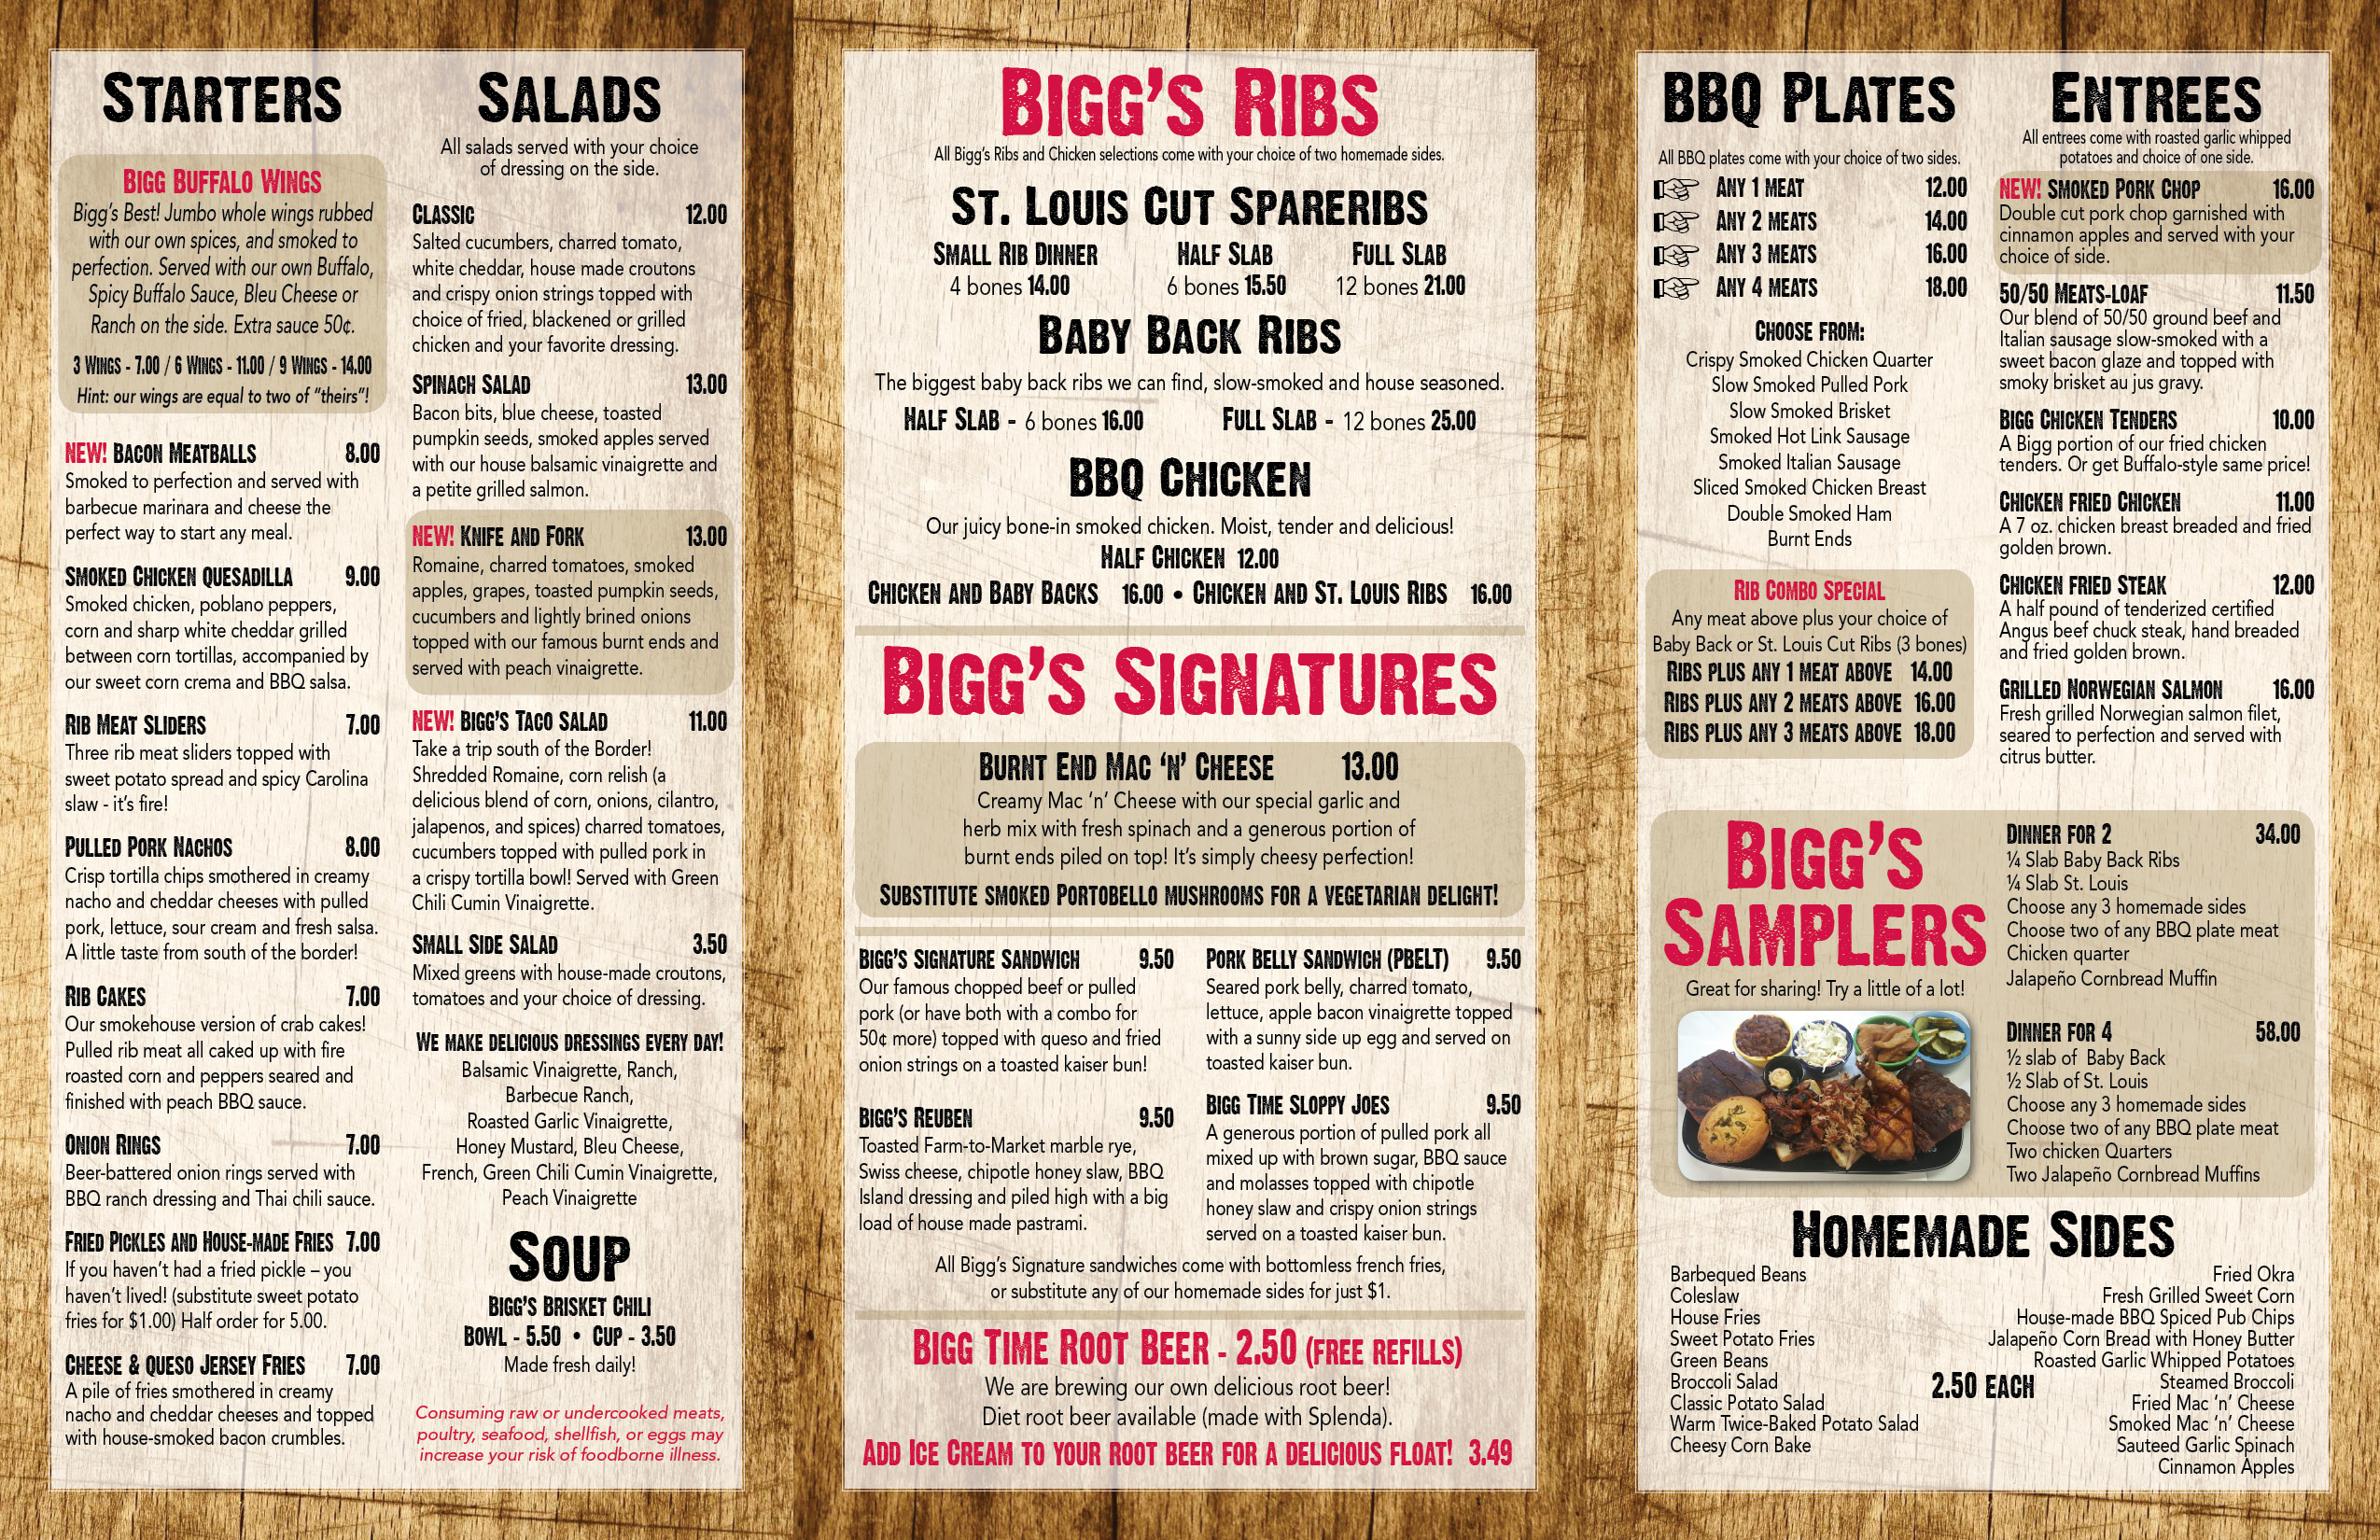 STARTERS
BIGG BUFFALO WINGS
Bigg's Best! Jumbo whole wings rubbed
with our own spices, and smoked to
perfection. Served with our own Buffalo,
Spicy Buffalo Sauce, Bleu Cheese or
Ranch on the side. Extra sauce 50¢.
3 WINGS - 7.00 / 6 WINGS - 11.00 / 9 WINGS - 14.00
Hint: our wings are equal to two of "theirs"!
NEW! BACON MEATBALLS 8.00
Smoked to perfection and served with
barbecue marinara and cheese the
perfect way to start any meal.
SMOKED CHICKEN QUESADILLA 9.00
Smoked chicken, poblano peppers,
corn and sharp white cheddar grilled
between corn tortillas, accompanied by
our sweet corn crema and BBQ salsa.
RIB MEAT SLIDERS 7.00
Three rib meat sliders topped with
sweet potato spread and spicy Carolina
slaw - it's fire!
PULLED PORK NACHOS 8.00
Crisp tortilla chips smothered in creamy
nacho and cheddar cheeses with pulled
pork, lettuce, sour cream and fresh salsa.
A little taste from south of the border!
RIB CAKES 7.00
Our smokehouse version of crab cakes!
Pulled rib meat all caked up with fire
roasted corn and peppers seared and
finished with peach BBQ sauce.
ONION RINGS 7.00
Beer-battered onion rings served with
BBQ ranch dressing and Thai chili sauce.
FRIED PICKLES AND HOUSE-MADE FRIES 7.00
If you haven't had a fried pickle – you
haven't lived! (substitute sweet potato
fries for $1.00) Half order for 5.00.
CHEESE & QUESO JERSEY FRIES 7.00
A pile of fries smothered in creamy
nacho and cheddar cheeses and topped
with house-smoked bacon crumbles.
SALADS
All salads served with your choice
of dressing on the side.
CLASSIC 12.00
Salted cucumbers, charred tomato,
white cheddar, house made croutons
and crispy onion strings topped with
choice of fried, blackened or grilled
chicken and your favorite dressing.
SPINACH SALAD 13.00
Bacon bits, blue cheese, toasted
pumpkin seeds, smoked apples served
with our house balsamic vinaigrette and
a petite grilled salmon.
NEW! KNIFE AND FORK 13.00
Romaine, charred tomatoes, smoked
apples, grapes, toasted pumpkin seeds,
cucumbers and lightly brined onions
topped with our famous burnt ends and
served with peach vinaigrette.
NEW! BIGG'S TACO SALAD 11.00
Take a trip south of the Border!
Shredded Romaine, corn relish (a
delicious blend of corn, onions, cilantro,
jalapenos, and spices) charred tomatoes,
cucumbers topped with pulled pork in
a crispy tortilla bowl! Served with Green
Chili Cumin Vinaigrette.
SMALL SIDE SALAD 3.50
Mixed greens with house-made croutons,
tomatoes and your choice of dressing.
WE MAKE DELICIOUS DRESSINGS EVERY DAY!
Balsamic Vinaigrette, Ranch,
Barbecue Ranch,
Roasted Garlic Vinaigrette,
Honey Mustard, Bleu Cheese,
French, Green Chili Cumin Vinaigrette,
Peach Vinaigrette
SOUP
BIGG'S BRISKET CHILI
BOWL - 5.50 • CUP - 3.50
Made fresh daily!
Consuming raw or undercooked meats,
poultry, seafood, shellfish, or eggs may
increase your risk of foodborne illness.
BIGG'S RIBS
All Bigg's Ribs and Chicken selections come with your choice of two homemade sides.
ST. LOUIS CUT SPARERIBS
SMALL RIB DINNER HALF SLAB FULL SLAB
4 bones 14.00 6 bones 15.50 12 bones 21.00
BABY BACK RIBS
The biggest baby back ribs we can find, slow-smoked and house seasoned.
HALF SLAB - 6 bones 16.00 FULL SLAB - 12 bones 25.00
BBQ CHICKEN
Our juicy bone-in smoked chicken. Moist, tender and delicious!
HALF CHICKEN 12.00
CHICKEN AND BABY BACKS 16.00 • CHICKEN AND ST. LOUIS RIBS 16.00
BIGG'S SIGNATURES
BURNT END MAC 'N' CHEESE 13.00
Creamy Mac 'n' Cheese with our special garlic and
herb mix with fresh spinach and a generous portion of
burnt ends piled on top! It's simply cheesy perfection!
SUBSTITUTE SMOKED PORTOBELLO MUSHROOMS FOR A VEGETARIAN DELIGHT!
BIGG'S SIGNATURE SANDWICH 9.50
Our famous chopped beef or pulled
pork (or have both with a combo for
50¢ more) topped with queso and fried
onion strings on a toasted kaiser bun!
BIGG'S REUBEN 9.50
Toasted Farm-to-Market marble rye,
Swiss cheese, chipotle honey slaw, BBQ
Island dressing and piled high with a big
load of house made pastrami.
PORK BELLY SANDWICH (PBELT) 9.50
Seared pork belly, charred tomato,
lettuce, apple bacon vinaigrette topped
with a sunny side up egg and served on
toasted kaiser bun.
BIGG TIME SLOPPY JOES 9.50
A generous portion of pulled pork all
mixed up with brown sugar, BBQ sauce
and molasses topped with chipotle
honey slaw and crispy onion strings
served on a toasted kaiser bun.
All Bigg's Signature sandwiches come with bottomless french fries,
or substitute any of our homemade sides for just $1.
BIGG TIME ROOT BEER - 2.50 (FREE REFILLS)
We are brewing our own delicious root beer!
Diet root beer available (made with Splenda).
ADD ICE CREAM TO YOUR ROOT BEER FOR A DELICIOUS FLOAT! 3.49
BBQ PLATES
All BBQ plates come with your choice of two sides.
ANY 1 MEAT 12.00
ANY 2 MEATS 14.00
ANY 3 MEATS 16.00
ANY 4 MEATS 18.00
CHOOSE FROM:
Crispy Smoked Chicken Quarter
Slow Smoked Pulled Pork
Slow Smoked Brisket
Smoked Hot Link Sausage
Smoked Italian Sausage
Sliced Smoked Chicken Breast
Double Smoked Ham
Burnt Ends
RIB COMBO SPECIAL
Any meat above plus your choice of
Baby Back or St. Louis Cut Ribs (3 bones)
RIBS PLUS ANY 1 MEAT ABOVE 14.00
RIBS PLUS ANY 2 MEATS ABOVE 16.00
RIBS PLUS ANY 3 MEATS ABOVE 18.00
ENTREES
All entrees come with roasted garlic whipped
potatoes and choice of one side.
NEW! SMOKED PORK CHOP 16.00
Double cut pork chop garnished with
cinnamon apples and served with your
choice of side.
50/50 MEATS-LOAF 11.50
Our blend of 50/50 ground beef and
Italian sausage slow-smoked with a
sweet bacon glaze and topped with
smoky brisket au jus gravy.
BIGG CHICKEN TENDERS 10.00
A Bigg portion of our fried chicken
tenders. Or get Buffalo-style same price!
CHICKEN FRIED CHICKEN 11.00
A 7 oz. chicken breast breaded and fried
golden brown.
CHICKEN FRIED STEAK 12.00
A half pound of tenderized certified
Angus beef chuck steak, hand breaded
and fried golden brown.
GRILLED NORWEGIAN SALMON 16.00
Fresh grilled Norwegian salmon filet,
seared to perfection and served with
citrus butter.
BIGG'S
SAMPLERS
Great for sharing! Try a little of a lot!
DINNER FOR 2 34.00
¼ Slab Baby Back Ribs
¼ Slab St. Louis
Choose any 3 homemade sides
Choose two of any BBQ plate meat
Chicken quarter
Jalapeño Cornbread Muffin
DINNER FOR 4 58.00
½ slab of Baby Back
½ Slab of St. Louis
Choose any 3 homemade sides
Choose two of any BBQ plate meat
Two chicken Quarters
Two Jalapeño Cornbread Muffins
HOMEMADE SIDES
Barbequed Beans
Coleslaw
House Fries
Sweet Potato Fries
Green Beans
Broccoli Salad
Classic Potato Salad
Warm Twice-Baked Potato Salad
Cheesy Corn Bake
2.50 EACH
Fried Okra
Fresh Grilled Sweet Corn
House-made BBQ Spiced Pub Chips
Jalapeño Corn Bread with Honey Butter
Roasted Garlic Whipped Potatoes
Steamed Broccoli
Fried Mac 'n' Cheese
Smoked Mac 'n' Cheese
Sauteed Garlic Spinach
Cinnamon Apples